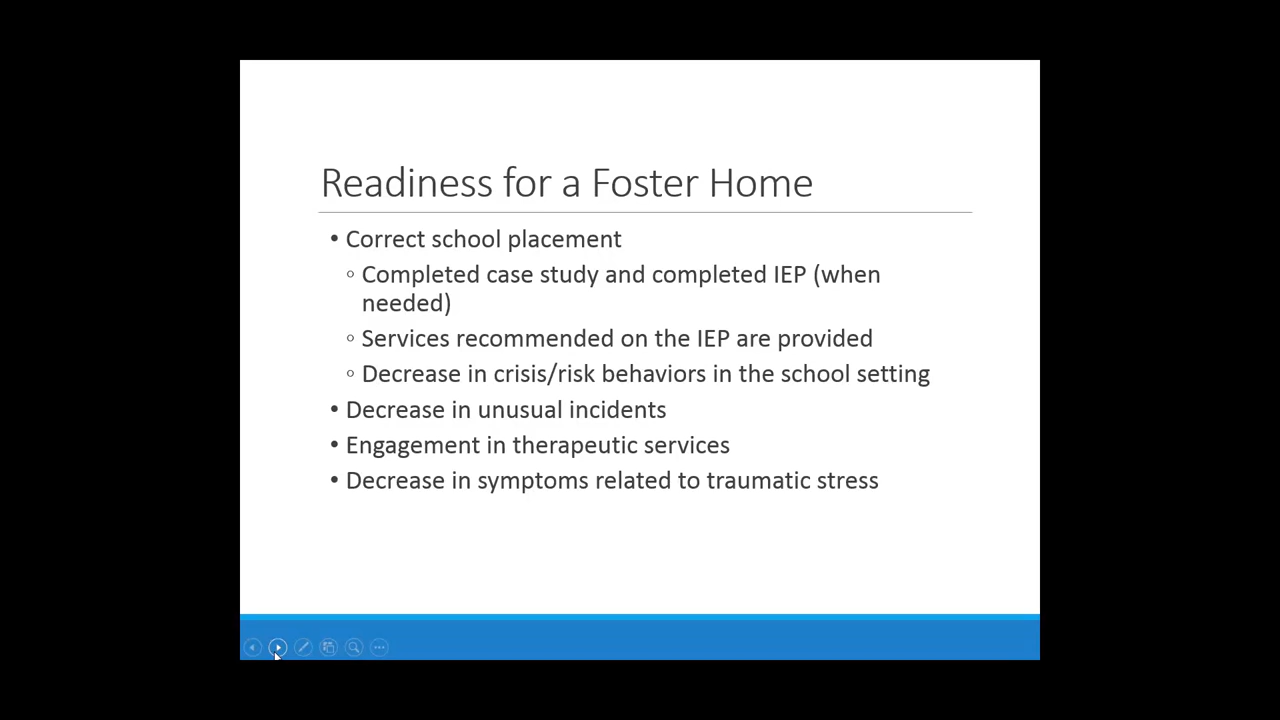 Readiness for a Foster Home
• Correct school placement
◦ Completed case study and completed IEP (when
needed)
◦ Services recommended on the IEP are provided
◦ Decrease in crisis/risk behaviors in the school setting
• Decrease in unusual incidents
• Engagement in therapeutic services
• Decrease in symptoms related to traumatic stress